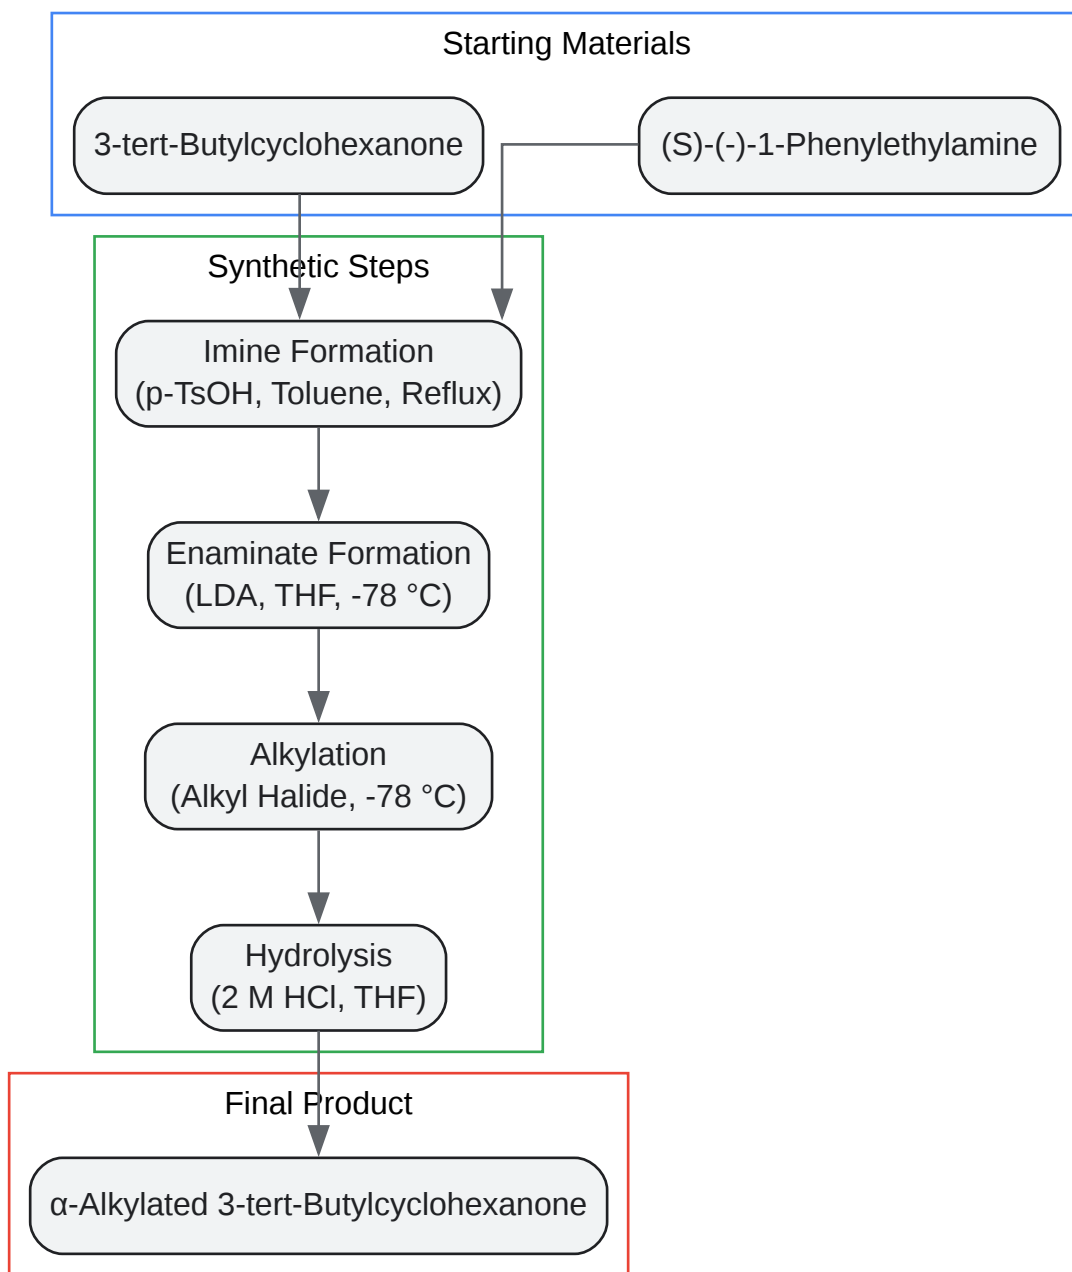 Starting Materials
3-tert-Butylcyclohexanone
(S)-(-)-1-Phenylethylamine
Synthetic Steps
Imine Formation
(p-TsOH, Toluene, Reflux)
Enaminate Formation
(LDA, THF, -78 °C)
Alkylation
(Alkyl Halide, -78 °C)
Hydrolysis
(2 M HCl, THF)
Final Product
α-Alkylated 3-tert-Butylcyclohexanone